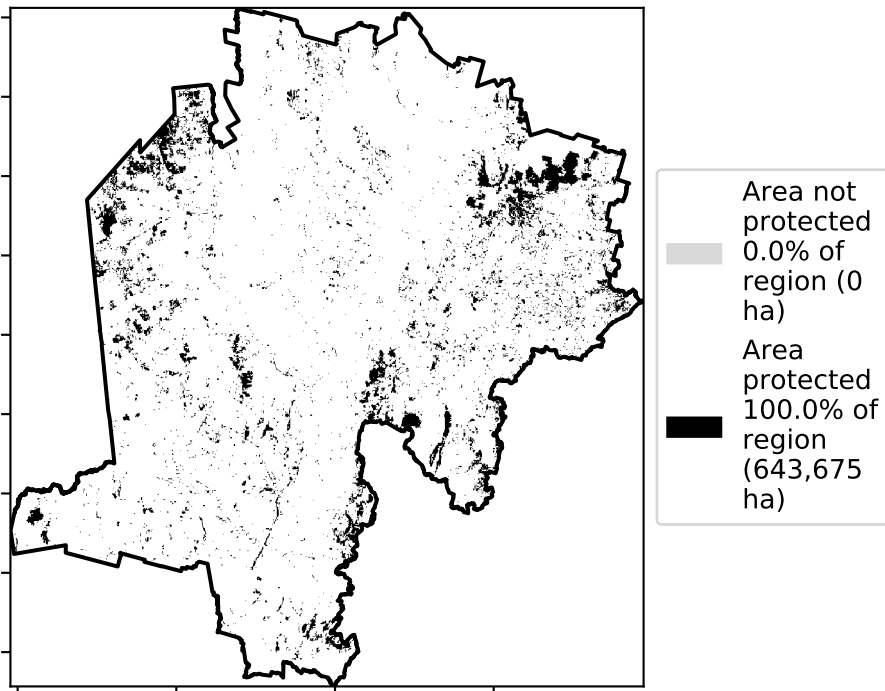 Area not
protected
0.0% of
region (0
ha)
Area
protected
100.0% of
region
(643,675
ha)